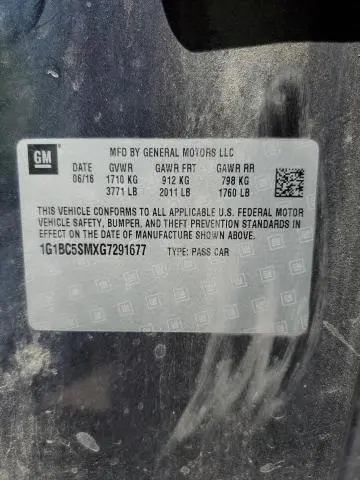 GM
MFD BY GENERAL MOTORS LLC
DATE GVWR GAWR FRT GAWR RR
06/16 1710 KG 912 KG 798 KG
3771 LB 2011 LB 1760 LB
THIS VEHICLE CONFORMS TO ALL APPLICABLE U.S. FEDERAL MOTOR
VEHICLE SAFETY, BUMPER, AND THEFT PREVENTION STANDARDS IN
EFFECT ON THE DATE OF MANUFACTURE SHOWN ABOVE.
1G1BC5SMXG7291677 TYPE: PASS CAR